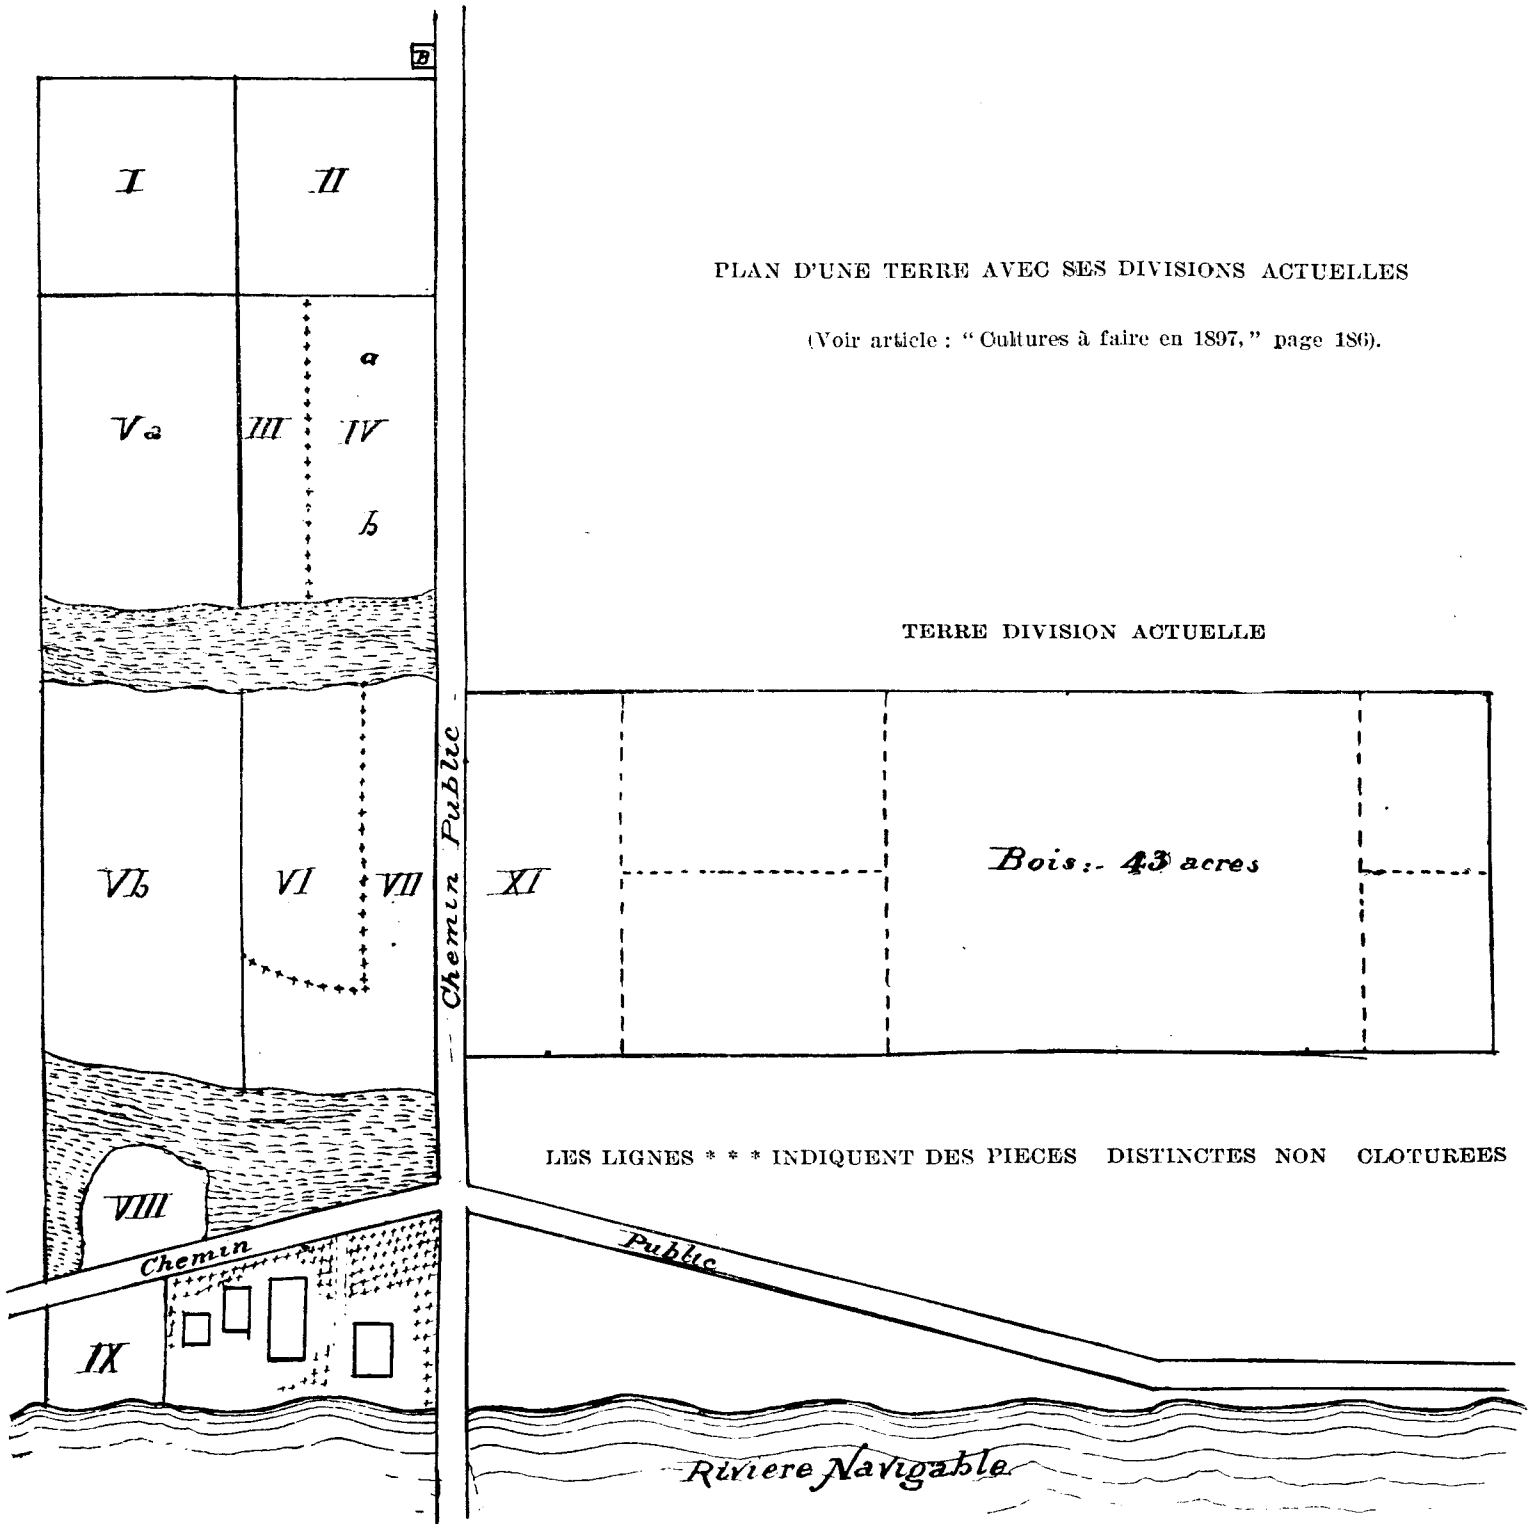 B
I
II
PLAN D'UNE TERRE AVEC SES DIVISIONS ACTUELLES
(Voir article : “ Cultures à faire en 1897, ” page 186).
a
Va
III
IV
b
TERRE DIVISION ACTUELLE
Chemin Public
Vb
VI
VII
XI
Bois:- 43 acres
LES LIGNES * * * INDIQUENT DES PIECES DISTINCTES NON CLOTUREES
VIII
Chemin
Public
IX
Riviere Navigable